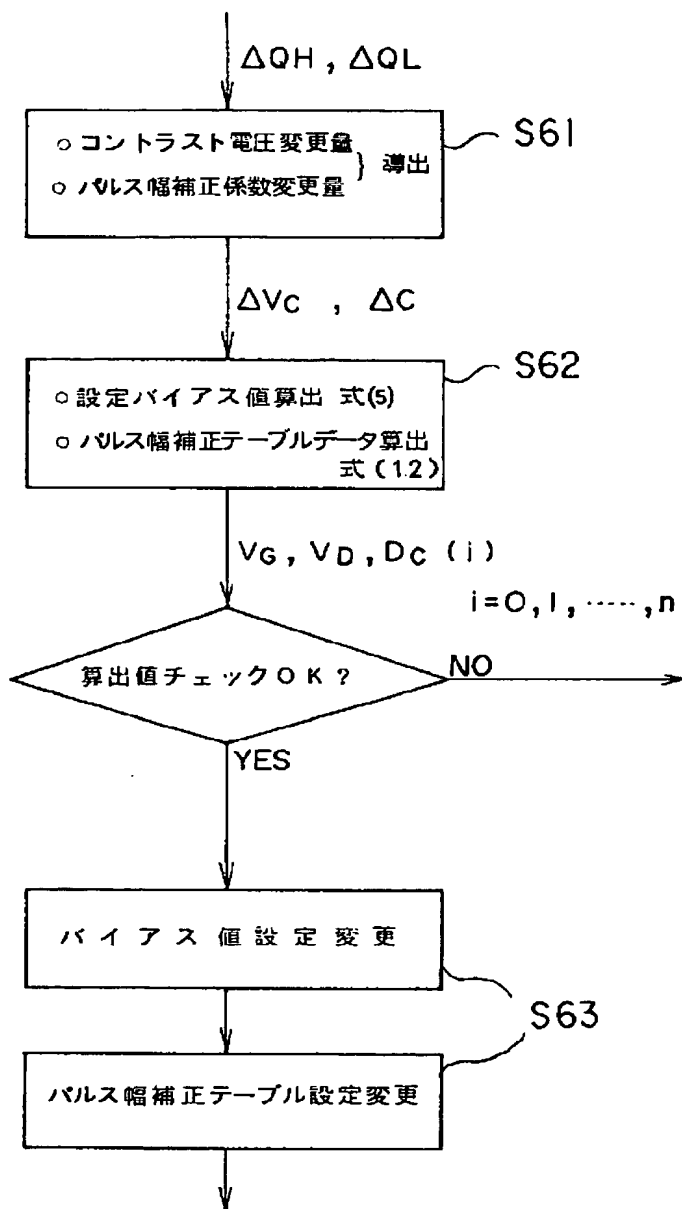 ΔQH , ΔQL
S61
○ コントラスト電圧変更量
} 導出
○ パルス幅補正係数変更量
ΔVC , ΔC
S62
○ 設定バイアス値算出 式(5)
○ パルス幅補正テーブルデータ算出
式(1.2)
VG , VD , DC (i)
i=0,1,·····,n
算出値チェックOK?
NO
YES
バイアス値設定変更
S63
パルス幅補正テーブル設定変更